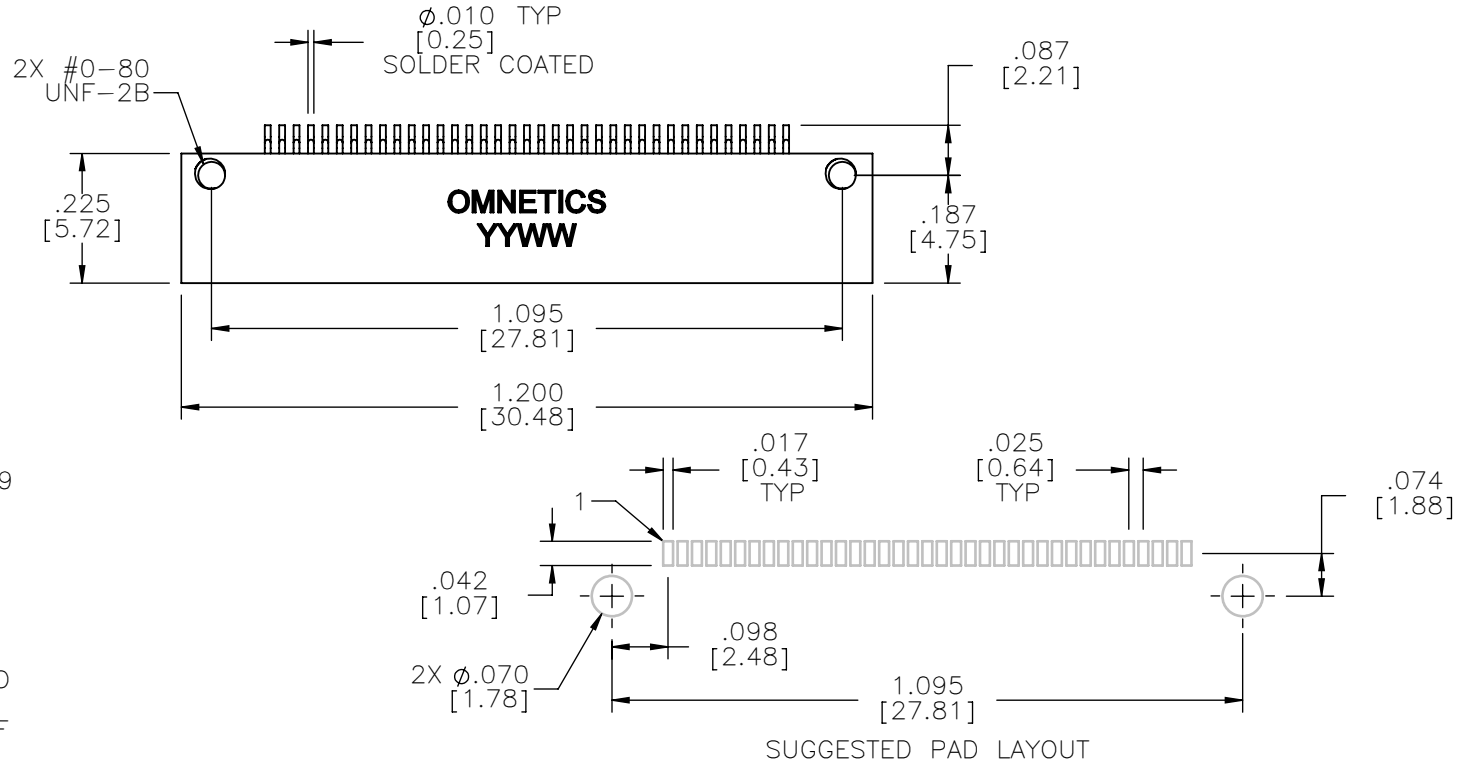 ⌀.010 TYP
[0.25]
SOLDER COATED
2X #0-80
UNF-2B
.087
[2.21]
OMNETICS
YYWW
.225
[5.72]
.187
[4.75]
1.095
[27.81]
1.200
[30.48]
.017
[0.43]
TYP
.025
[0.64]
TYP
9
.074
[1.88]
1
.042
[1.07]
.098
[2.48]
2X ⌀.070
[1.78]
1.095
[27.81]
SUGGESTED PAD LAYOUT